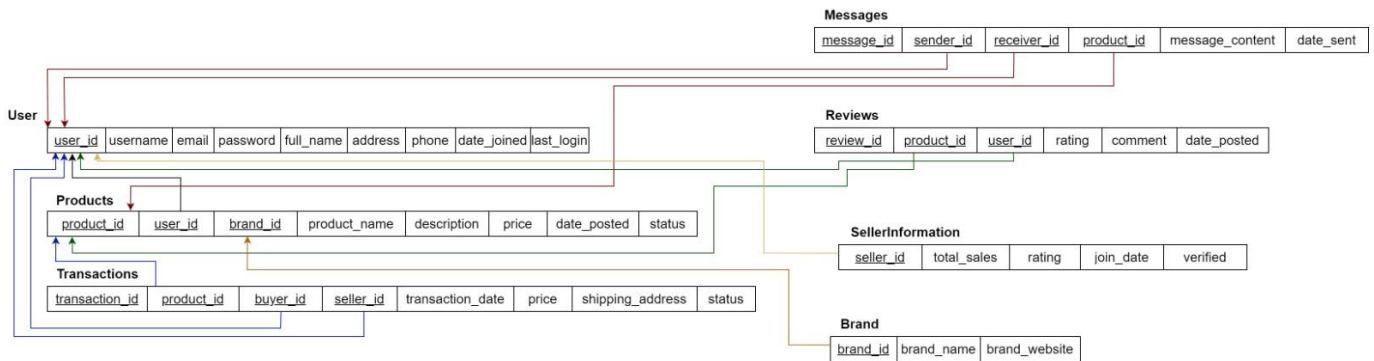 Messages
message_id sender_id receiver_id product_id message_content date_sent
User
user_id username email password full_name address phone date_joined last_login
Reviews
review_id product_id user_id rating comment date_posted
Products
product_id user_id brand_id product_name description price date_posted status
SellerInformation
seller_id total_sales rating join_date verified
Transactions
transaction_id product_id buyer_id seller_id transaction_date price shipping_address status
Brand
brand_id brand_name brand_website